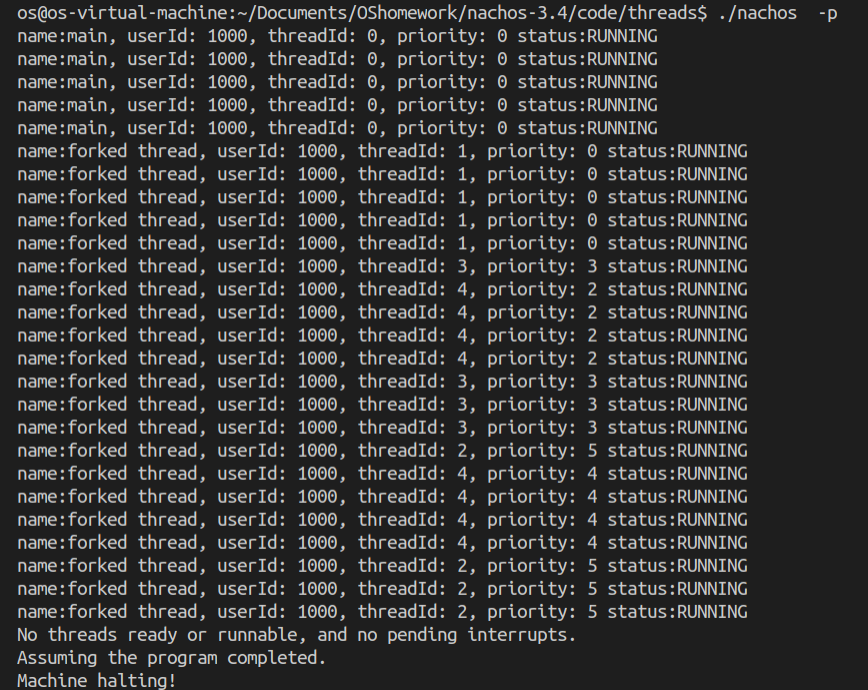 os@os-virtual-machine:~/Documents/OShomework/nachos-3.4/code/threads$ ./nachos  -p
name:main, userId: 1000, threadId: 0, priority: 0 status:RUNNING
name:main, userId: 1000, threadId: 0, priority: 0 status:RUNNING
name:main, userId: 1000, threadId: 0, priority: 0 status:RUNNING
name:main, userId: 1000, threadId: 0, priority: 0 status:RUNNING
name:main, userId: 1000, threadId: 0, priority: 0 status:RUNNING
name:forked thread, userId: 1000, threadId: 1, priority: 0 status:RUNNING
name:forked thread, userId: 1000, threadId: 1, priority: 0 status:RUNNING
name:forked thread, userId: 1000, threadId: 1, priority: 0 status:RUNNING
name:forked thread, userId: 1000, threadId: 1, priority: 0 status:RUNNING
name:forked thread, userId: 1000, threadId: 1, priority: 0 status:RUNNING
name:forked thread, userId: 1000, threadId: 3, priority: 3 status:RUNNING
name:forked thread, userId: 1000, threadId: 4, priority: 2 status:RUNNING
name:forked thread, userId: 1000, threadId: 4, priority: 2 status:RUNNING
name:forked thread, userId: 1000, threadId: 4, priority: 2 status:RUNNING
name:forked thread, userId: 1000, threadId: 4, priority: 2 status:RUNNING
name:forked thread, userId: 1000, threadId: 3, priority: 3 status:RUNNING
name:forked thread, userId: 1000, threadId: 3, priority: 3 status:RUNNING
name:forked thread, userId: 1000, threadId: 3, priority: 3 status:RUNNING
name:forked thread, userId: 1000, threadId: 2, priority: 5 status:RUNNING
name:forked thread, userId: 1000, threadId: 4, priority: 4 status:RUNNING
name:forked thread, userId: 1000, threadId: 4, priority: 4 status:RUNNING
name:forked thread, userId: 1000, threadId: 4, priority: 4 status:RUNNING
name:forked thread, userId: 1000, threadId: 4, priority: 4 status:RUNNING
name:forked thread, userId: 1000, threadId: 2, priority: 5 status:RUNNING
name:forked thread, userId: 1000, threadId: 2, priority: 5 status:RUNNING
name:forked thread, userId: 1000, threadId: 2, priority: 5 status:RUNNING
No threads ready or runnable, and no pending interrupts.
Assuming the program completed.
Machine halting!